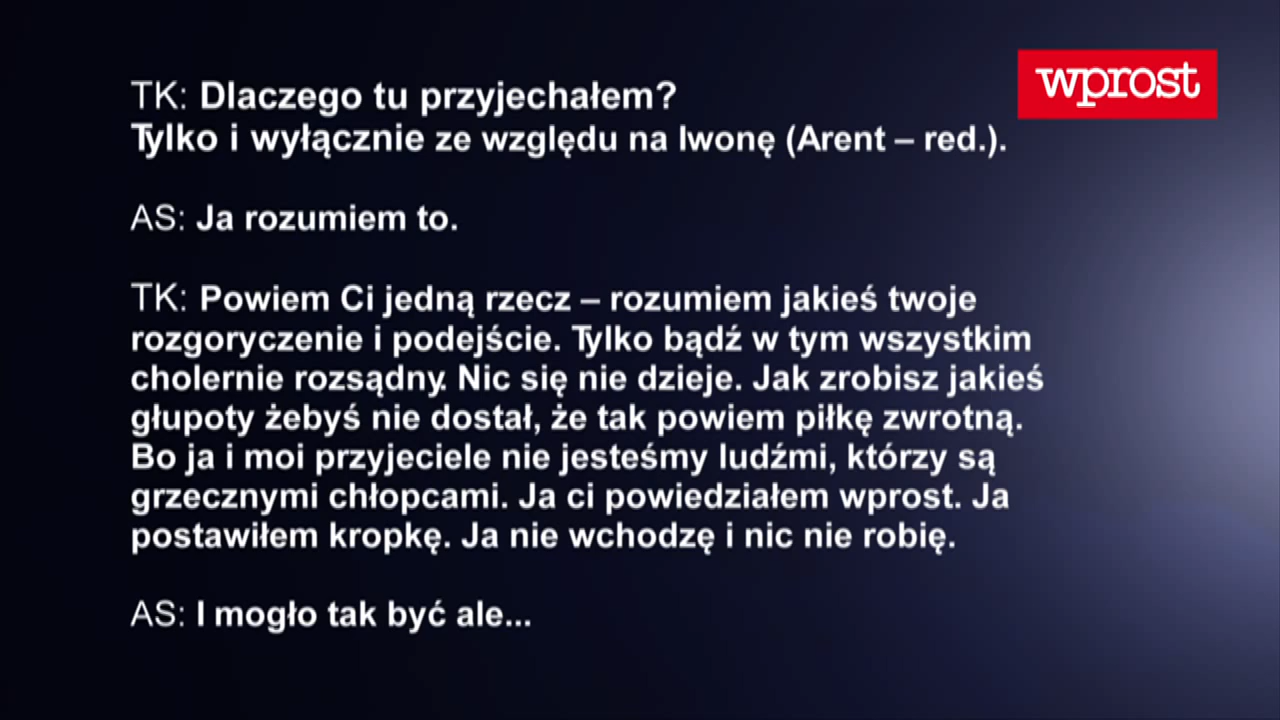 wprost
TK: Dlaczego tu przyjechałem?
Tylko i wyłącznie ze względu na Iwonę (Arent – red.).
AS: Ja rozumiem to.
TK: Powiem Ci jedną rzecz – rozumiem jakieś twoje
rozgoryczenie i podejście. Tylko bądź w tym wszystkim
cholernie rozsądny. Nic się nie dzieje. Jak zrobisz jakieś
głupoty żebyś nie dostał, że tak powiem piłkę zwrotną.
Bo ja i moi przyjeciele nie jesteśmy ludźmi, którzy są
grzecznymi chłopcami. Ja ci powiedziałem wprost. Ja
postawiłem kropkę. Ja nie wchodzę i nic nie robię.
AS: I mogło tak być ale...